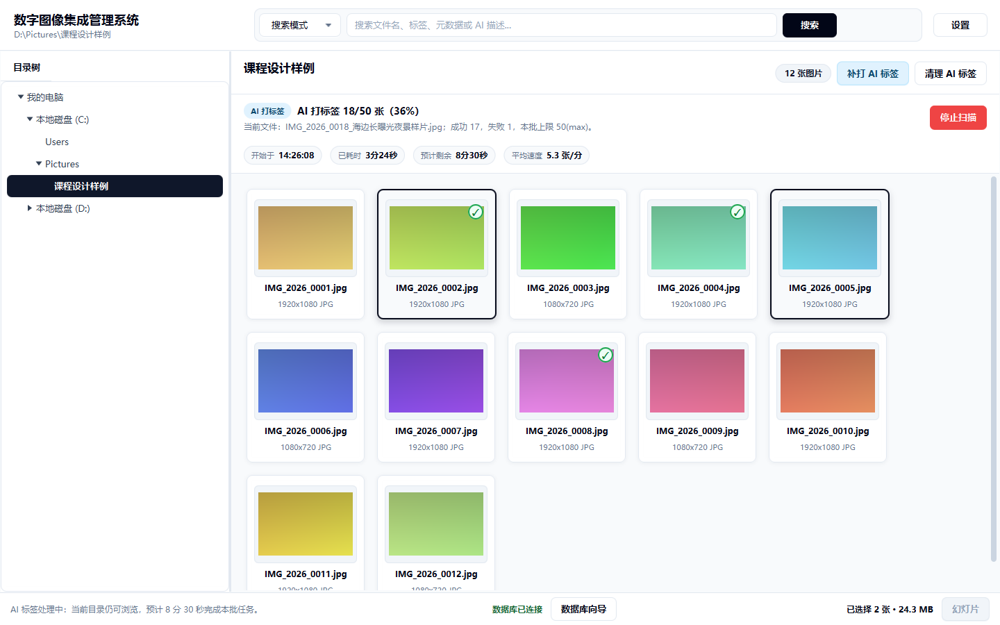 数字图像集成管理系统
D:\Pictures\课程设计样例
搜索模式
搜索文件名、标签、元数据或 AI 描述...
搜索
设置
目录树
我的电脑
本地磁盘 (C:)
Users
Pictures
课程设计样例
本地磁盘 (D:)
课程设计样例
12 张图片
补打 AI 标签
清理 AI 标签
AI 打标签
AI 打标签 18/50 张（36%）
当前文件：IMG_2026_0018_海边长曝光夜景样片.jpg；成功 17，失败 1，本批上限 50(max)。
停止扫描
开始于 14:26:08
已耗时 3分24秒
预计剩余 8分30秒
平均速度 5.3 张/分
IMG_2026_0001.jpg
1920x1080 JPG
IMG_2026_0002.jpg
1920x1080 JPG
IMG_2026_0003.jpg
1080x720 JPG
IMG_2026_0004.jpg
1920x1080 JPG
IMG_2026_0005.jpg
1920x1080 JPG
IMG_2026_0006.jpg
1080x720 JPG
IMG_2026_0007.jpg
1920x1080 JPG
IMG_2026_0008.jpg
1920x1080 JPG
IMG_2026_0009.jpg
1080x720 JPG
IMG_2026_0010.jpg
1920x1080 JPG
IMG_2026_0011.jpg
1920x1080 JPG
IMG_2026_0012.jpg
1080x720 JPG
AI 标签处理中：当前目录仍可浏览，预计 8 分 30 秒完成本批任务。
数据库已连接
数据库向导
已选择 2 张 • 24.3 MB
幻灯片